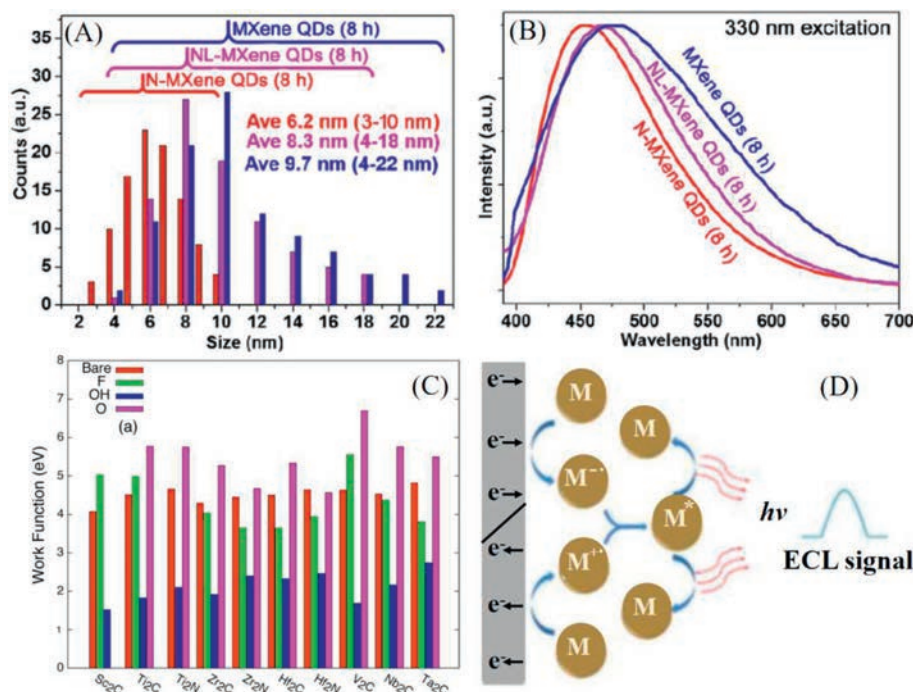 (A)
MXene QDs (8 h)
NL-MXene QDs (8 h)
N-MXene QDs (8 h)
Ave 6.2 nm (3-10 nm)
Ave 8.3 nm (4-18 nm)
Ave 9.7 nm (4-22 nm)
Counts (a.u.)
35
30
25
20
15
10
5
0
2 4 6 8 10 12 14 16 18 20 22
Size (nm)
(B)
330 nm excitation
MXene QDs (8 h)
NL-MXene QDs (8 h)
N-MXene QDs (8 h)
Intensity (a.u.)
400 450 500 550 600 650 700
Wavelength (nm)
(C)
Bare
F
OH
O
(a)
Work Function (eV)
8
7
6
5
4
3
2
1
0
Sc2C Ti2C Ti2N Zr2C Zr2N Hf2C Hf2N V2C Nb2C Ta2C
(D)
e-
e-
e-
e-
e-
e-
M
M
M-·
M*
M+·
M
M
hν
ECL signal